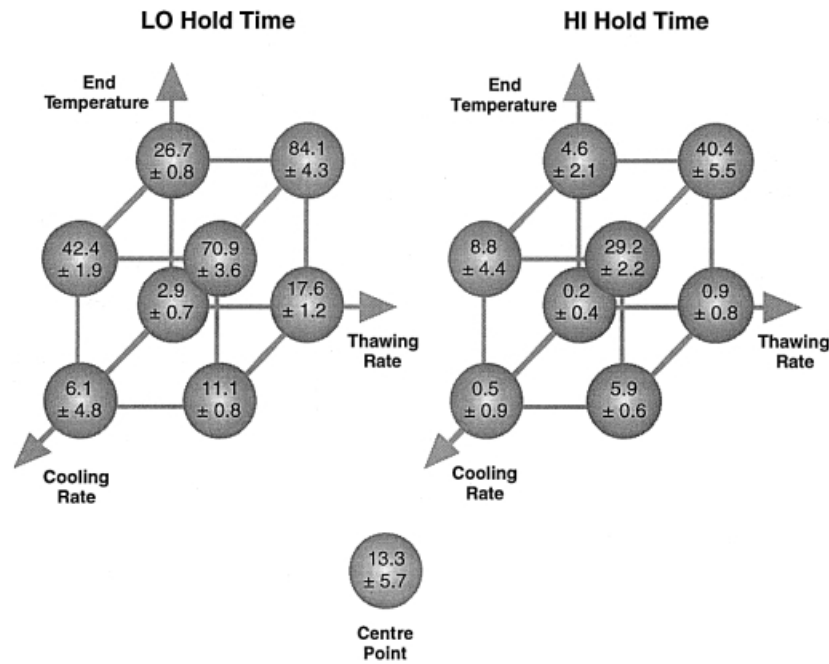 LO Hold Time
HI Hold Time
End
Temperature
26.7
± 0.8
84.1
± 4.3
42.4
± 1.9
70.9
± 3.6
2.9
± 0.7
17.6
± 1.2
Thawing
Rate
6.1
± 4.8
11.1
± 0.8
Cooling
Rate
End
Temperature
4.6
± 2.1
40.4
± 5.5
8.8
± 4.4
29.2
± 2.2
0.2
± 0.4
0.9
± 0.8
Thawing
Rate
0.5
± 0.9
5.9
± 0.6
Cooling
Rate
13.3
± 5.7
Centre
Point